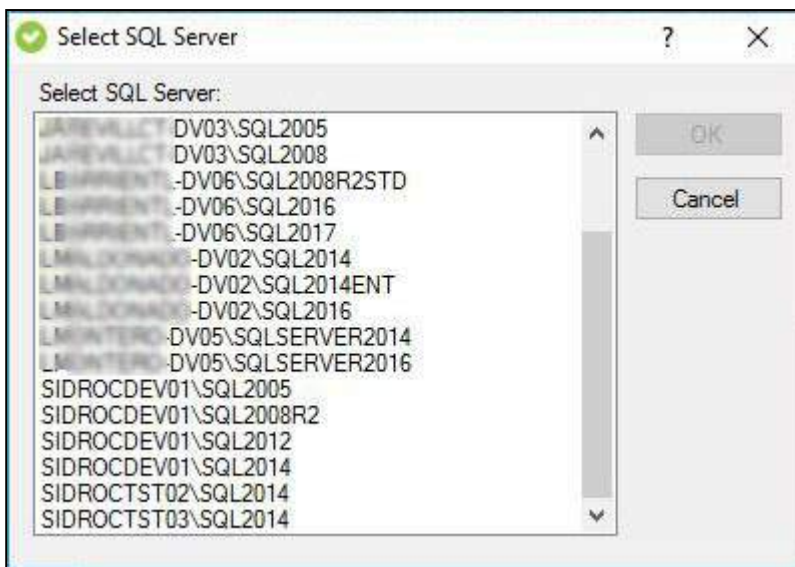 Select SQL Server
?
Select SQL Server:
DV03\SQL2005
DV03\SQL2008
-DV06\SQL2008R2STD
-DV06\SQL2016
-DV06\SQL2017
-DV02\SQL2014
-DV02\SQL2014ENT
-DV02\SQL2016
-DV05\SQLSERVER2014
-DV05\SQLSERVER2016
SIDROCDEV01\SQL2005
SIDROCDEV01\SQL2008R2
SIDROCDEV01\SQL2012
SIDROCDEV01\SQL2014
SIDROCTST02\SQL2014
SIDROCTST03\SQL2014
OK
Cancel